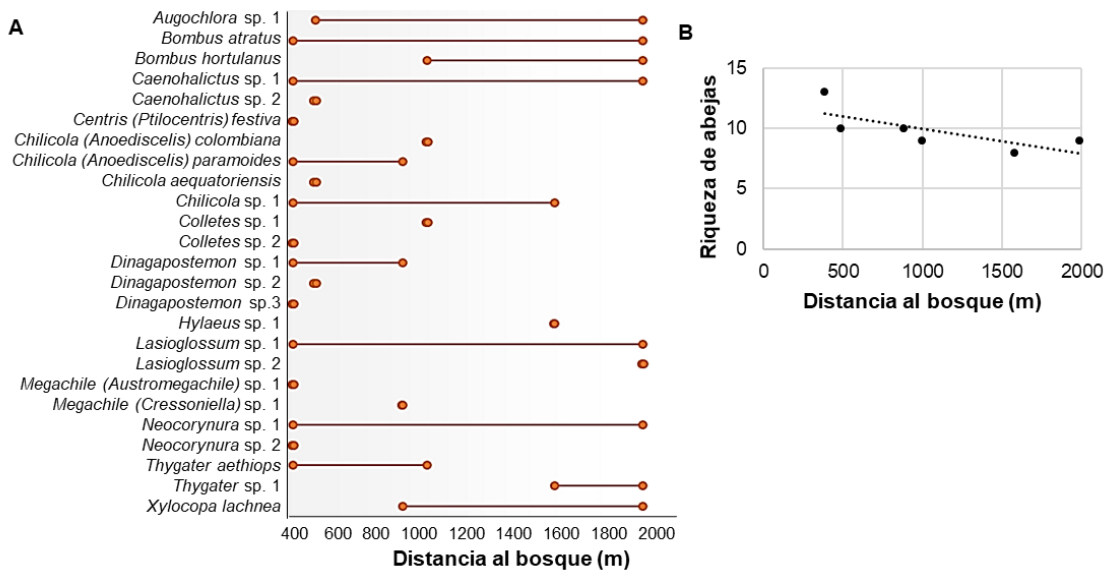 A
Augochlora sp. 1
Bombus atratus
Bombus hortulanus
Caenohalictus sp. 1
Caenohalictus sp. 2
Centris (Ptilocentris) festiva
Chilicola (Anoediscelis) colombiana
Chilicola (Anoediscelis) paramoides
Chilicola aequatoriensis
Chilicola sp. 1
Colletes sp. 1
Colletes sp. 2
Dinagapostemon sp. 1
Dinagapostemon sp. 2
Dinagapostemon sp.3
Hylaeus sp. 1
Lasioglossum sp. 1
Lasioglossum sp. 2
Megachile (Austromegachile) sp. 1
Megachile (Cressoniella) sp. 1
Neocorynura sp. 1
Neocorynura sp. 2
Thygater aethiops
Thygater sp. 1
Xylocopa lachnea
400 600 800 1000 1200 1400 1600 1800 2000
Distancia al bosque (m)
B
Riqueza de abejas
15
10
5
0
0 500 1000 1500 2000
Distancia al bosque (m)